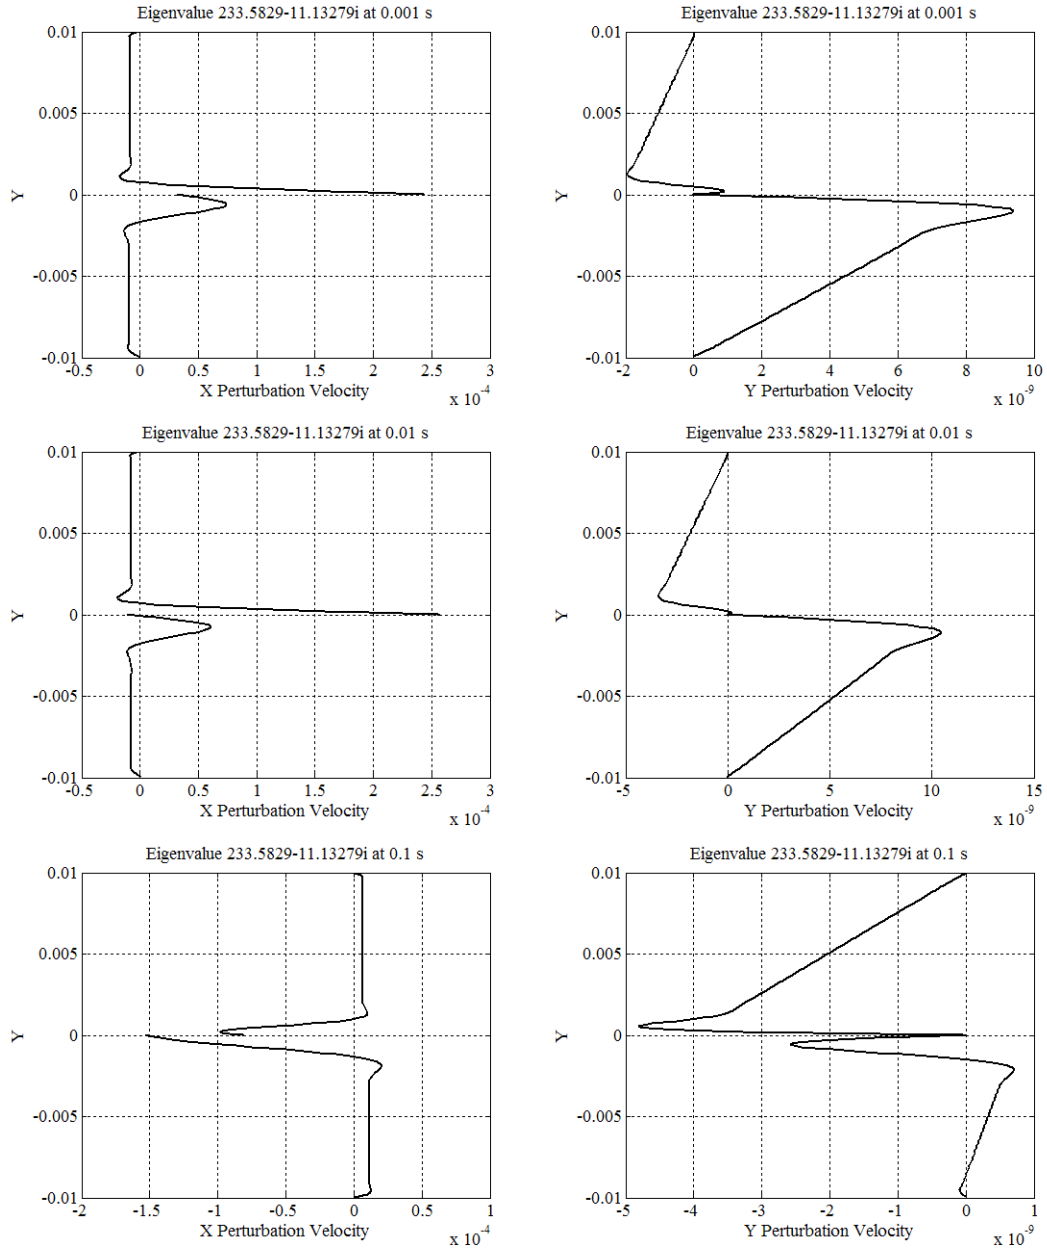 Eigenvalue 233.5829-11.13279i at 0.001 s
0.01
0.005
Y
0
-0.005
-0.01
-0.5 0 0.5 1 1.5 2 2.5 3
X Perturbation Velocity
x 10^-4
Eigenvalue 233.5829-11.13279i at 0.001 s
0.01
0.005
Y
0
-0.005
-0.01
-2 0 2 4 6 8 10
Y Perturbation Velocity
x 10^-9
Eigenvalue 233.5829-11.13279i at 0.01 s
0.01
0.005
Y
0
-0.005
-0.01
-0.5 0 0.5 1 1.5 2 2.5 3
X Perturbation Velocity
x 10^-4
Eigenvalue 233.5829-11.13279i at 0.01 s
0.01
0.005
Y
0
-0.005
-0.01
-5 0 5 10 15
Y Perturbation Velocity
x 10^-9
Eigenvalue 233.5829-11.13279i at 0.1 s
0.01
0.005
Y
0
-0.005
-0.01
-2 -1.5 -1 -0.5 0 0.5 1
X Perturbation Velocity
x 10^-4
Eigenvalue 233.5829-11.13279i at 0.1 s
0.01
0.005
Y
0
-0.005
-0.01
-5 -4 -3 -2 -1 0 1
Y Perturbation Velocity
x 10^-9